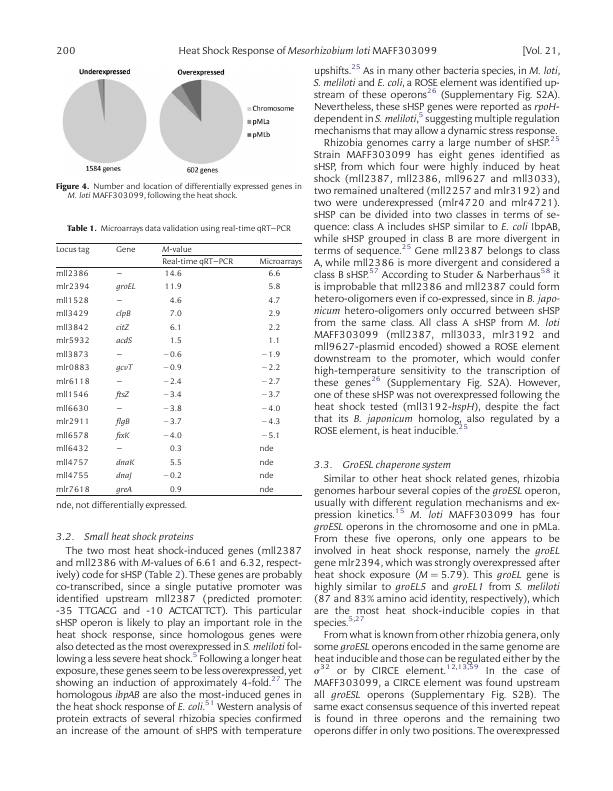 200
Heat Shock Response of Mesorhizobium loti MAFF303099
[Vol. 21,
Underexpressed
Overexpressed
Chromosome
pMLa
pMLb
1584 genes
602 genes
Figure 4. Number and location of differentially expressed genes in
M. loti MAFF303099, following the heat shock.
Table 1. Microarrays data validation using real-time qRT−PCR
Locus tag Gene M-value
Real-time qRT−PCR Microarrays
mll2386 − 14.6 6.6
mlr2394 groEL 11.9 5.8
mll1528 − 4.6 4.7
mll3429 clpB 7.0 2.9
mll3842 citZ 6.1 2.2
mlr5932 acdS 1.5 1.1
mll3873 − −0.6 −1.9
mlr0883 gcvT −0.9 −2.2
mlr6118 − −2.4 −2.7
mll1546 ftsZ −3.4 −3.7
mll6630 − −3.8 −4.0
mlr2911 flgB −3.7 −4.3
mll6578 fixK −4.0 −5.1
mll6432 − 0.3 nde
mll4757 dnaK 5.5 nde
mll4755 dnaJ −0.2 nde
mlr7618 greA 0.9 nde
nde, not differentially expressed.
3.2. Small heat shock proteins
The two most heat shock-induced genes (mll2387
and mll2386 with M-values of 6.61 and 6.32, respect-
ively) code for sHSP (Table 2). These genes are probably
co-transcribed, since a single putative promoter was
identified upstream mll2387 (predicted promoter:
-35 TTGACG and -10 ACTCATTCT). This particular
sHSP operon is likely to play an important role in the
heat shock response, since homologous genes were
also detected as the most overexpressed in S. meliloti fol-
lowing a less severe heat shock.5 Following a longer heat
exposure, these genes seem to be less overexpressed, yet
showing an induction of approximately 4-fold.27 The
homologous ibpAB are also the most-induced genes in
the heat shock response of E. coli.51 Western analysis of
protein extracts of several rhizobia species confirmed
an increase of the amount of sHPS with temperature
upshifts.25 As in many other bacteria species, in M. loti,
S. meliloti and E. coli, a ROSE element was identified up-
stream of these operons26 (Supplementary Fig. S2A).
Nevertheless, these sHSP genes were reported as rpoH-
dependent in S. meliloti,5 suggesting multiple regulation
mechanisms that may allow a dynamic stress response.
Rhizobia genomes carry a large number of sHSP.25
Strain MAFF303099 has eight genes identified as
sHSP, from which four were highly induced by heat
shock (mll2387, mll2386, mll9627 and mll3033),
two remained unaltered (mll2257 and mlr3192) and
two were underexpressed (mlr4720 and mlr4721).
sHSP can be divided into two classes in terms of se-
quence: class A includes sHSP similar to E. coli IbpAB,
while sHSP grouped in class B are more divergent in
terms of sequence.25 Gene mll2387 belongs to class
A, while mll2386 is more divergent and considered a
class B sHSP.57 According to Studer & Narberhaus58 it
is improbable that mll2386 and mll2387 could form
hetero-oligomers even if co-expressed, since in B. japo-
nicum hetero-oligomers only occurred between sHSP
from the same class. All class A sHSP from M. loti
MAFF303099 (mll2387, mll3033, mlr3192 and
mll9627-plasmid encoded) showed a ROSE element
downstream to the promoter, which would confer
high-temperature sensitivity to the transcription of
these genes26 (Supplementary Fig. S2A). However,
one of these sHSP was not overexpressed following the
heat shock tested (mll3192-hspH), despite the fact
that its B. japonicum homolog, also regulated by a
ROSE element, is heat inducible.25
3.3. GroESL chaperone system
Similar to other heat shock related genes, rhizobia
genomes harbour several copies of the groESL operon,
usually with different regulation mechanisms and ex-
pression kinetics.15 M. loti MAFF303099 has four
groESL operons in the chromosome and one in pMLa.
From these five operons, only one appears to be
involved in heat shock response, namely the groEL
gene mlr2394, which was strongly overexpressed after
heat shock exposure (M = 5.79). This groEL gene is
highly similar to groEL5 and groEL1 from S. meliloti
(87 and 83% amino acid identity, respectively), which
are the most heat shock-inducible copies in that
species.5,27
From what is known from other rhizobia genera, only
some groESL operons encoded in the same genome are
heat inducible and those can be regulated either by the
σ32 or by CIRCE element.12,13,59 In the case of
MAFF303099, a CIRCE element was found upstream
all groESL operons (Supplementary Fig. S2B). The
same exact consensus sequence of this inverted repeat
is found in three operons and the remaining two
operons differ in only two positions. The overexpressed